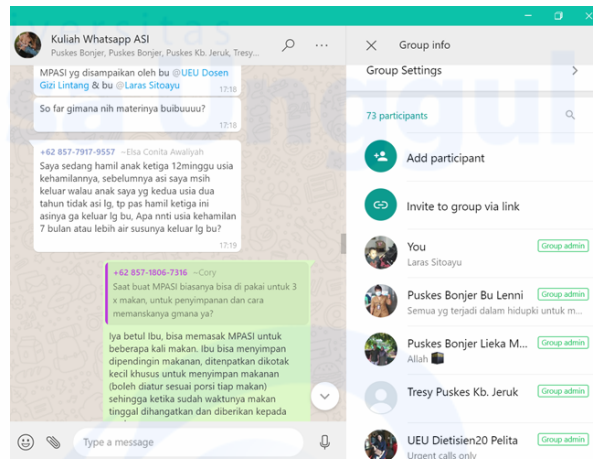 Kuliah Whatsapp ASI
Puskes Bonjer, Puskes Bonjer, Puskes Kb. Jeruk, Tresy...
MPASI yg disampaikan oleh bu @UEU Dosen
Gizi Lintang & bu @Laras Sitoayu
17:18
So far gimana nih materinya buibuuuu?
17:18
+62 857-7917-9557 ~Elsa Conita Awaliyah
Saya sedang hamil anak ketiga 12minggu usia
kehamilannya, sebelumnya asi saya msih
keluar walau anak saya yg kedua usia dua
tahun tidak asi lg, tp pas hamil ketiga ini
asinya ga keluar lg bu, Apa nnti usia kehamilan
7 bulan atau lebih air susunya keluar lg bu?
17:19
+62 857-1806-7316 ~Cory
Saat buat MPASI biasanya bisa di pakai untuk 3
x makan, untuk penyimpanan dan cara
memanskanya gmana ya?
Iya betul Ibu, bisa memasak MPASI untuk
beberapa kali makan. Ibu bisa menyimpan
dipendingin makanan, ditenpatkan dikotak
kecil khusus untuk menyimpan makanan
(boleh diatur sesuai porsi tiap makan)
sehingga ketika sudah waktunya makan
tinggal dihangatkan dan diberikan kepada
Type a message
Group info
Group Settings
73 participants
Add participant
Invite to group via link
You
Group admin
Laras Sitoayu
Puskes Bonjer Bu Lenni
Group admin
Semua yg terjadi dalam hidupki untuk m...
Puskes Bonjer Lieka M...
Group admin
Allah 🕋
Tresy Puskes Kb. Jeruk
Group admin
UEU Dietisien20 Pelita
Group admin
Urgent calls only